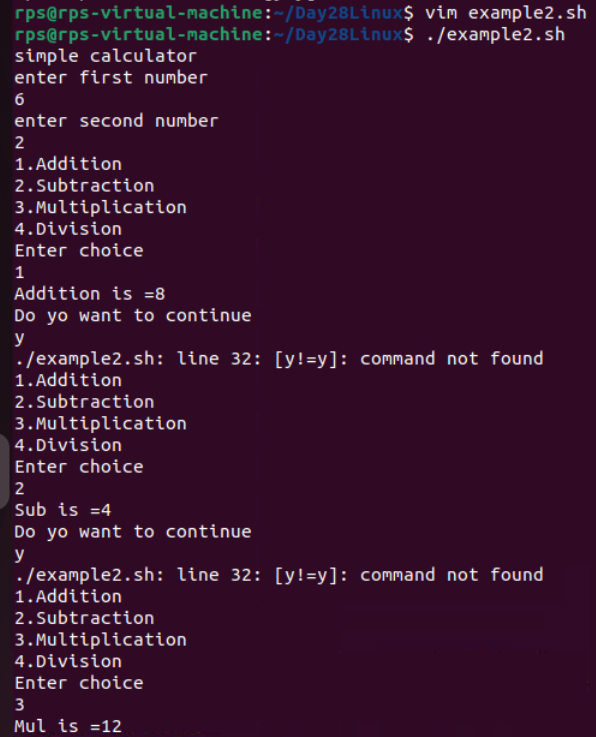 rps@rps-virtual-machine:~/Day28Linux$ vim example2.sh
rps@rps-virtual-machine:~/Day28Linux$ ./example2.sh
simple calculator
enter first number
6
enter second number
2
1.Addition
2.Subtraction
3.Multiplication
4.Division
Enter choice
1
Addition is =8
Do yo want to continue
y
./example2.sh: line 32: [y!=y]: command not found
1.Addition
2.Subtraction
3.Multiplication
4.Division
Enter choice
2
Sub is =4
Do yo want to continue
y
./example2.sh: line 32: [y!=y]: command not found
1.Addition
2.Subtraction
3.Multiplication
4.Division
Enter choice
3
Mul is =12